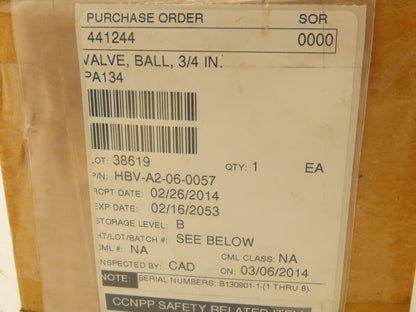 PURCHASE ORDER SOR
441244 0000
VALVE, BALL, 3/4 IN.
PA134
LOT: 38619 QTY: 1 EA
P/N: HBV-A2-06-0057
RCPT DATE: 02/26/2014
EXP DATE: 02/16/2053
STORAGE LEVEL: B
HT/LOT/BATCH #: SEE BELOW
CML #: NA CML CLASS: NA
INSPECTED BY: CAD ON: 03/06/2014
NOTE: SERIAL NUMBERS: B130901-1-(1 THRU 8).
CCNPP SAFETY RELATED ITEM